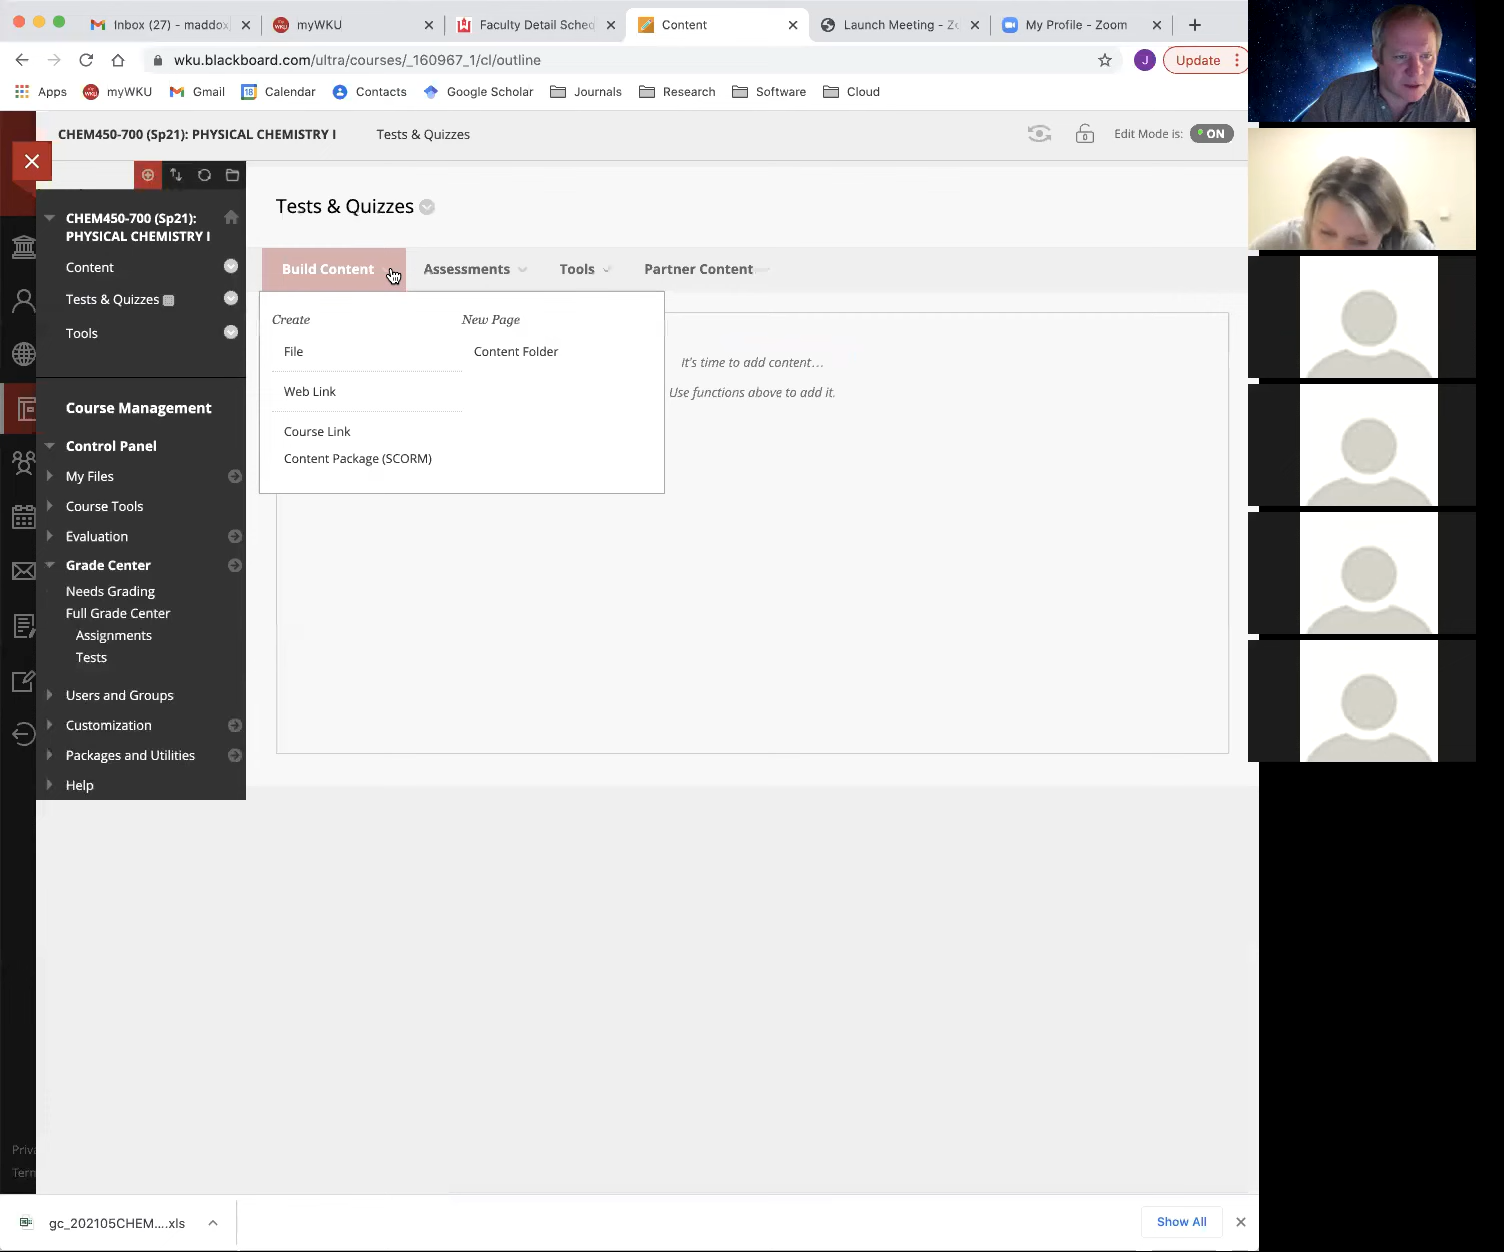 Inbox (27) - maddox
myWKU
Faculty Detail Sched
Content
Launch Meeting - Zo
My Profile - Zoom
wku.blackboard.com/ultra/courses/_160967_1/cl/outline
J
Update
Apps
myWKU
Gmail
18
Calendar
Contacts
Google Scholar
Journals
Research
Software
Cloud
CHEM450-700 (Sp21): PHYSICAL CHEMISTRY I
Tests & Quizzes
Edit Mode is:
ON
CHEM450-700 (Sp21):
PHYSICAL CHEMISTRY I
Content
Tests & Quizzes
Tools
Course Management
Control Panel
My Files
Course Tools
Evaluation
Grade Center
Needs Grading
Full Grade Center
Assignments
Tests
Users and Groups
Customization
Packages and Utilities
Help
Tests & Quizzes
Build Content
Assessments
Tools
Partner Content
Create
New Page
File
Content Folder
Web Link
Course Link
Content Package (SCORM)
It's time to add content...
Use functions above to add it.
Priva
Term
gc_202105CHEM....xls
Show All